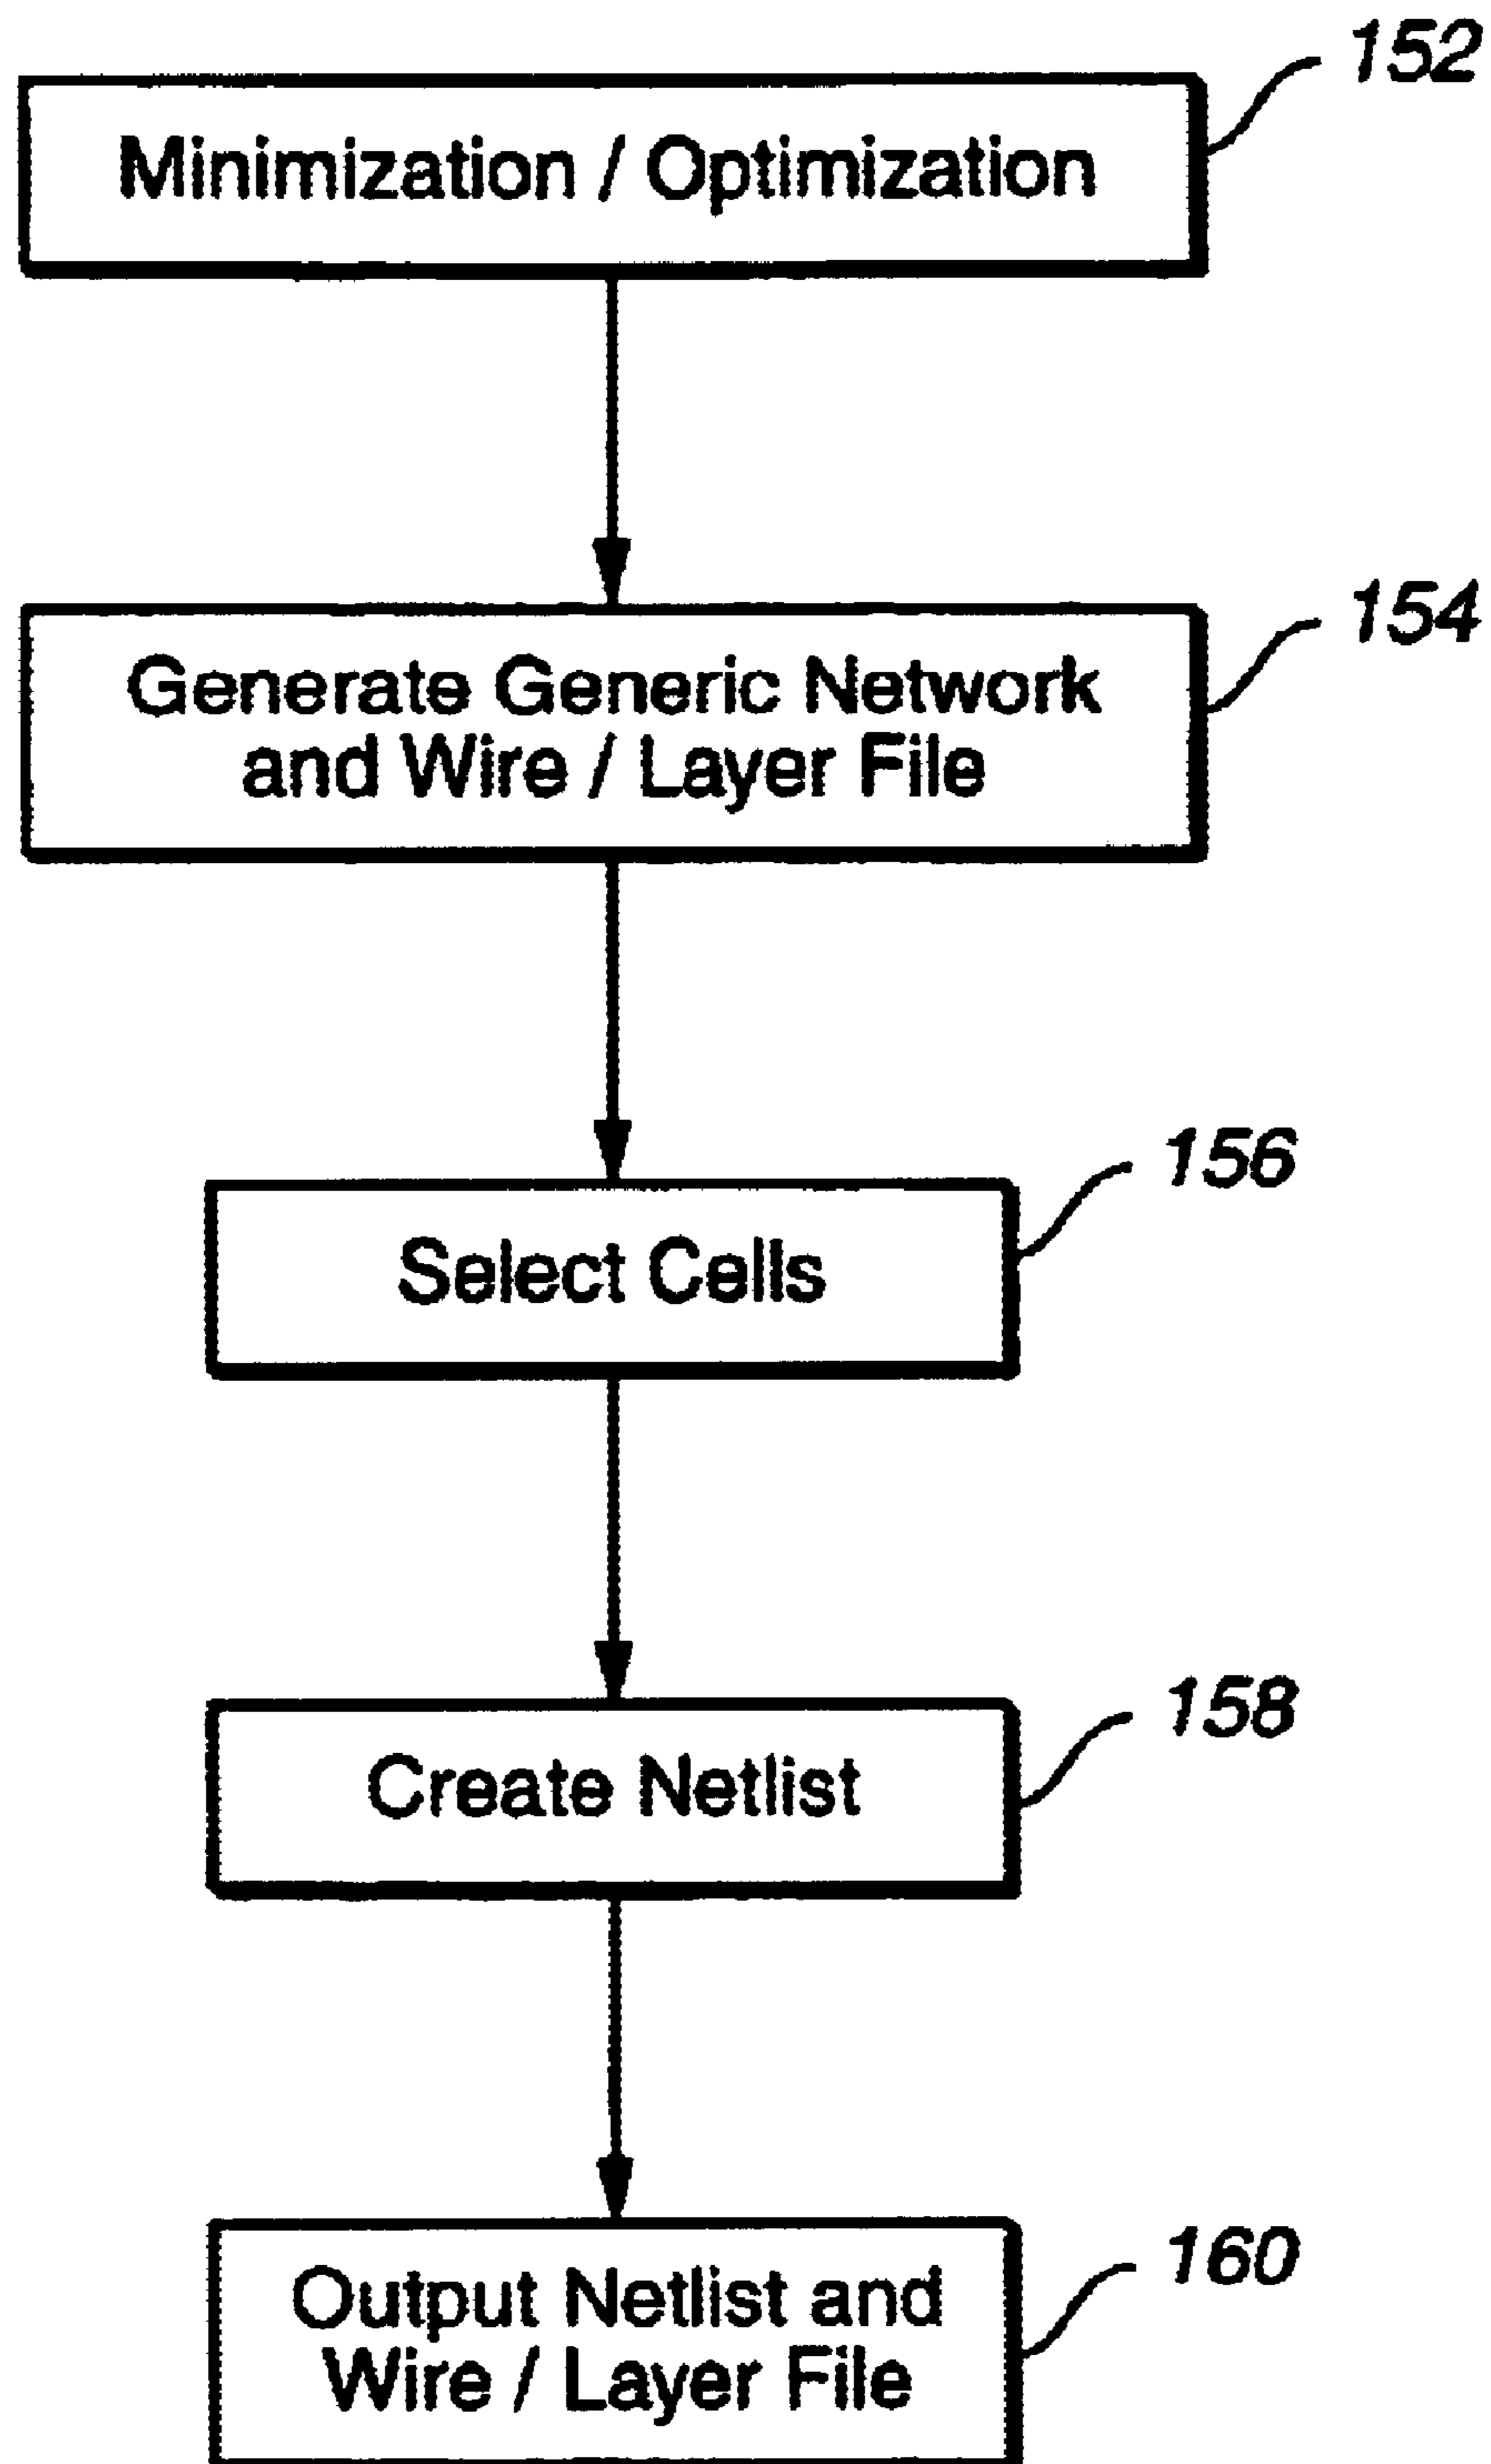 152
Minimization / Optimization
154
Generate Generic Network
and Wire / Layer File
156
Select Cells
158
Create Netlist
160
Output Netlist and
Wire / Layer File